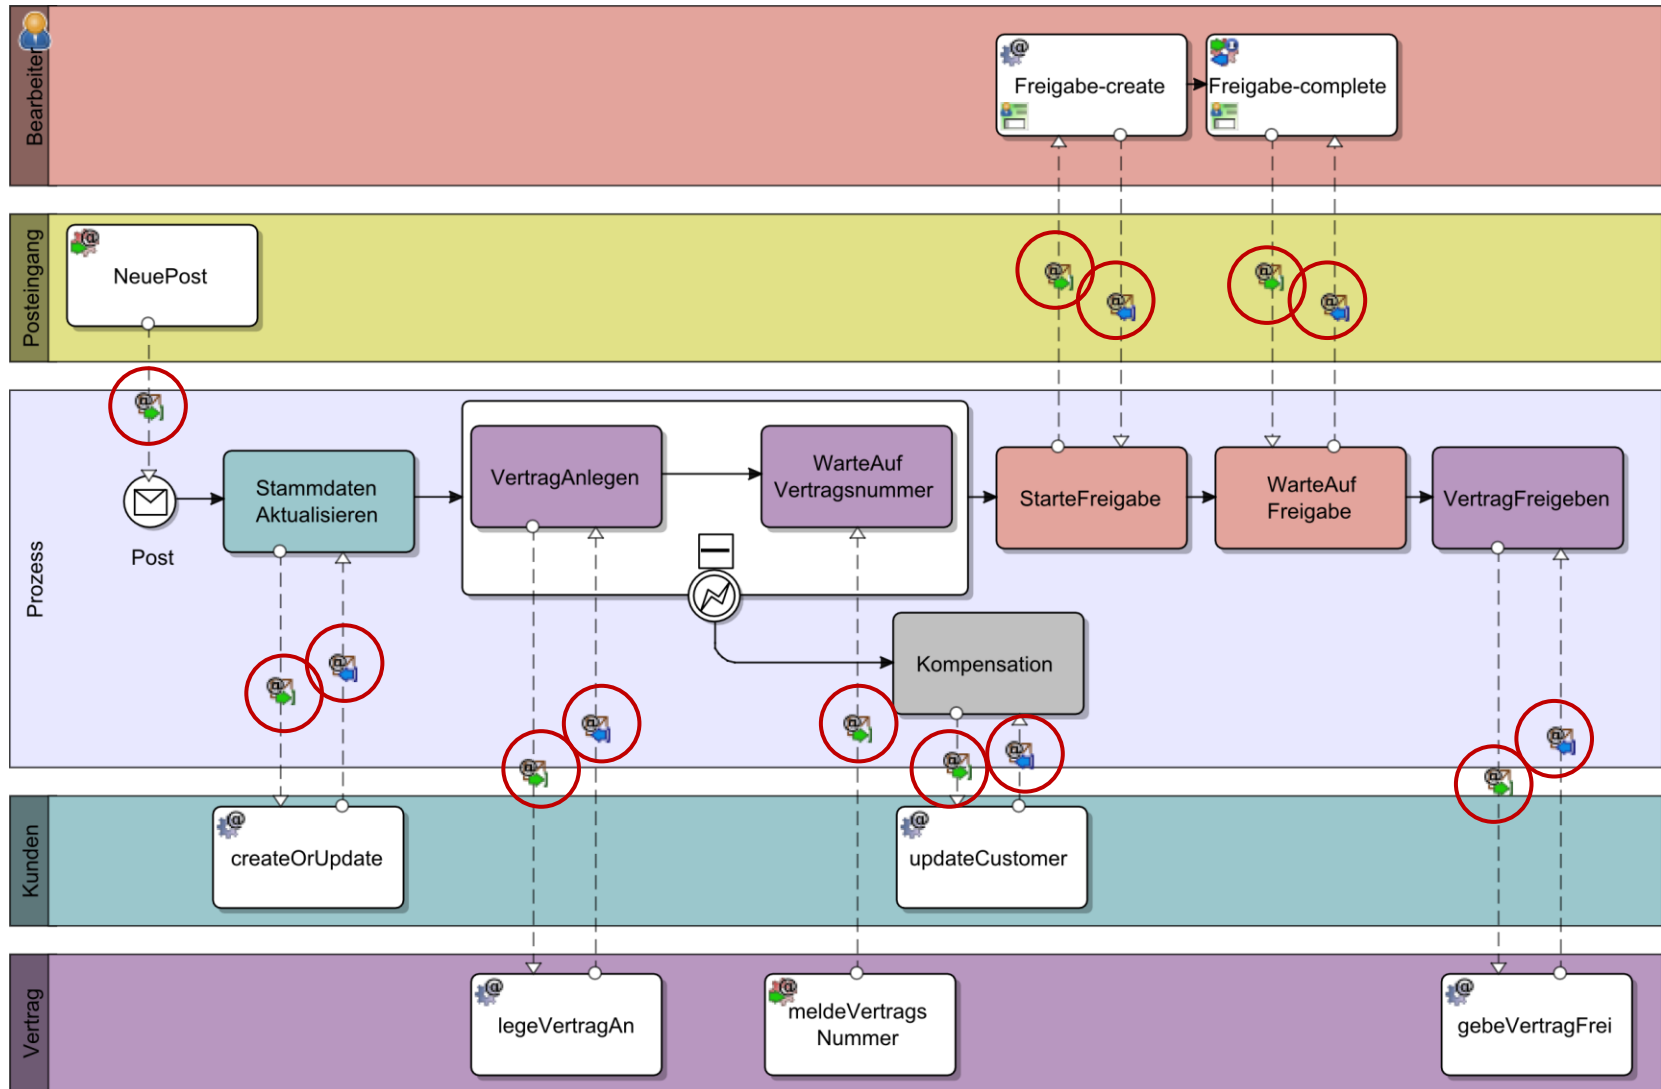 Bearbeiter
Freigabe-create
Freigabe-complete
Posteingang
NeuePost
Prozess
Post
Stammdaten
Aktualisieren
VertragAnlegen
WarteAuf
Vertragsnummer
StarteFreigabe
WarteAuf
Freigabe
VertragFreigeben
Kompensation
Kunden
createOrUpdate
updateCustomer
Vertrag
legeVertragAn
meldeVertrags
Nummer
gebeVertragFrei